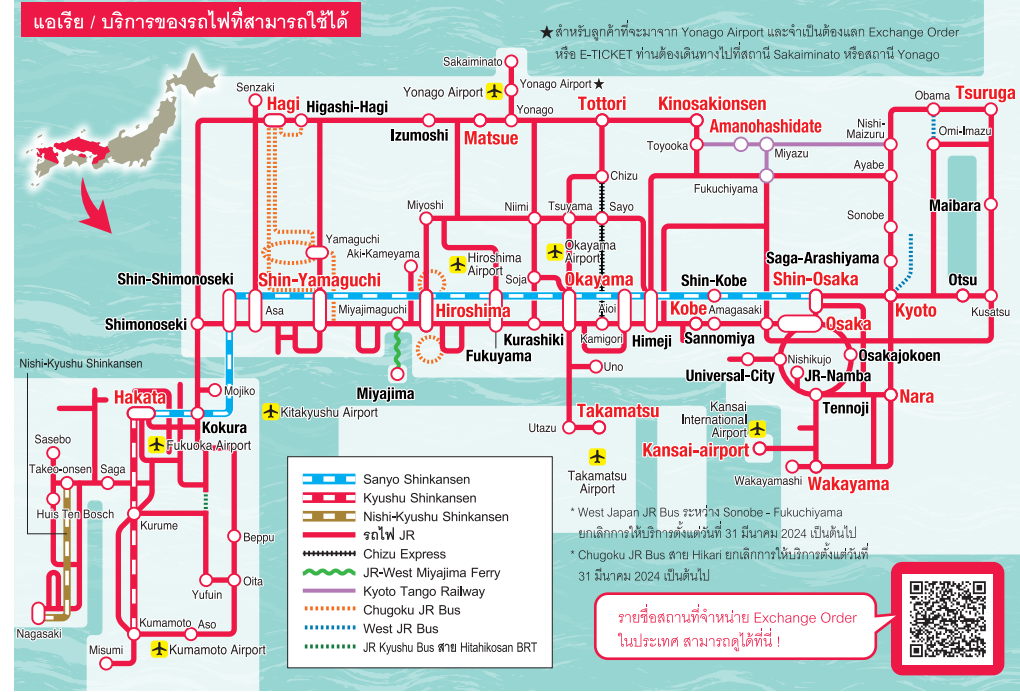 แอเรีย / บริการของรถไฟที่สามารถใช้ได้
★ สำหรับลูกค้าที่จะมาจาก Yonago Airport และจำเป็นต้องแลก Exchange Order
หรือ E-TICKET ท่านต้องเดินทางไปที่สถานี Sakaiminato หรือสถานี Yonago
Sakaiminato
Senzaki
Yonago Airport
Yonago Airport ★
Hagi
Higashi-Hagi
Izumoshi
Matsue
Yonago
Tottori
Kinosakionsen
Amanohashidate
Obama
Tsuruga
Nishi-
Maizuru
Omi-Imazu
Toyooka
Miyazu
Ayabe
Chizu
Fukuchiyama
Miyoshi
Niimi
Tsuyama
Sayo
Sonobe
Maibara
Yamaguchi
Aki-Kameyama
Hiroshima
Airport
Okayama
Airport
Saga-Arashiyama
Shin-Shimonoseki
Shin-Yamaguchi
Soja
Okayama
Shin-Kobe
Shin-Osaka
Otsu
Asa
Miyajimaguchi
Hiroshima
Aioi
Kobe
Amagasaki
Kyoto
Kusatsu
Shimonoseki
Fukuyama
Kurashiki
Kamigori
Himeji
Sannomiya
Osaka
Nishi-Kyushu Shinkansen
Miyajima
Uno
Universal-City
Nishikujo
Osakajokoen
JR-Namba
Mojiko
Hakata
Kokura
Kitakyushu Airport
Takamatsu
Utazu
Kansai
International
Airport
Tennoji
Nara
Sasebo
Fukuoka Airport
Kansai-airport
Takeo-onsen
Saga
Takamatsu
Airport
Wakayamashi
Wakayama
Huis Ten Bosch
Kurume
Beppu
Yufuin
Oita
Nagasaki
Kumamoto
Aso
Misumi
Kumamoto Airport
Sanyo Shinkansen
Kyushu Shinkansen
Nishi-Kyushu Shinkansen
รถไฟ JR
Chizu Express
JR-West Miyajima Ferry
Kyoto Tango Railway
Chugoku JR Bus
West JR Bus
JR Kyushu Bus สาย Hitahikosan BRT
* West Japan JR Bus ระหว่าง Sonobe - Fukuchiyama
ยกเลิกการให้บริการตั้งแต่วันที่ 31 มีนาคม 2024 เป็นต้นไป
* Chugoku JR Bus สาย Hikari ยกเลิกการให้บริการตั้งแต่วันที่
31 มีนาคม 2024 เป็นต้นไป
รายชื่อสถานที่จำหน่าย Exchange Order
ในประเทศ สามารถดูได้ที่นี่ !